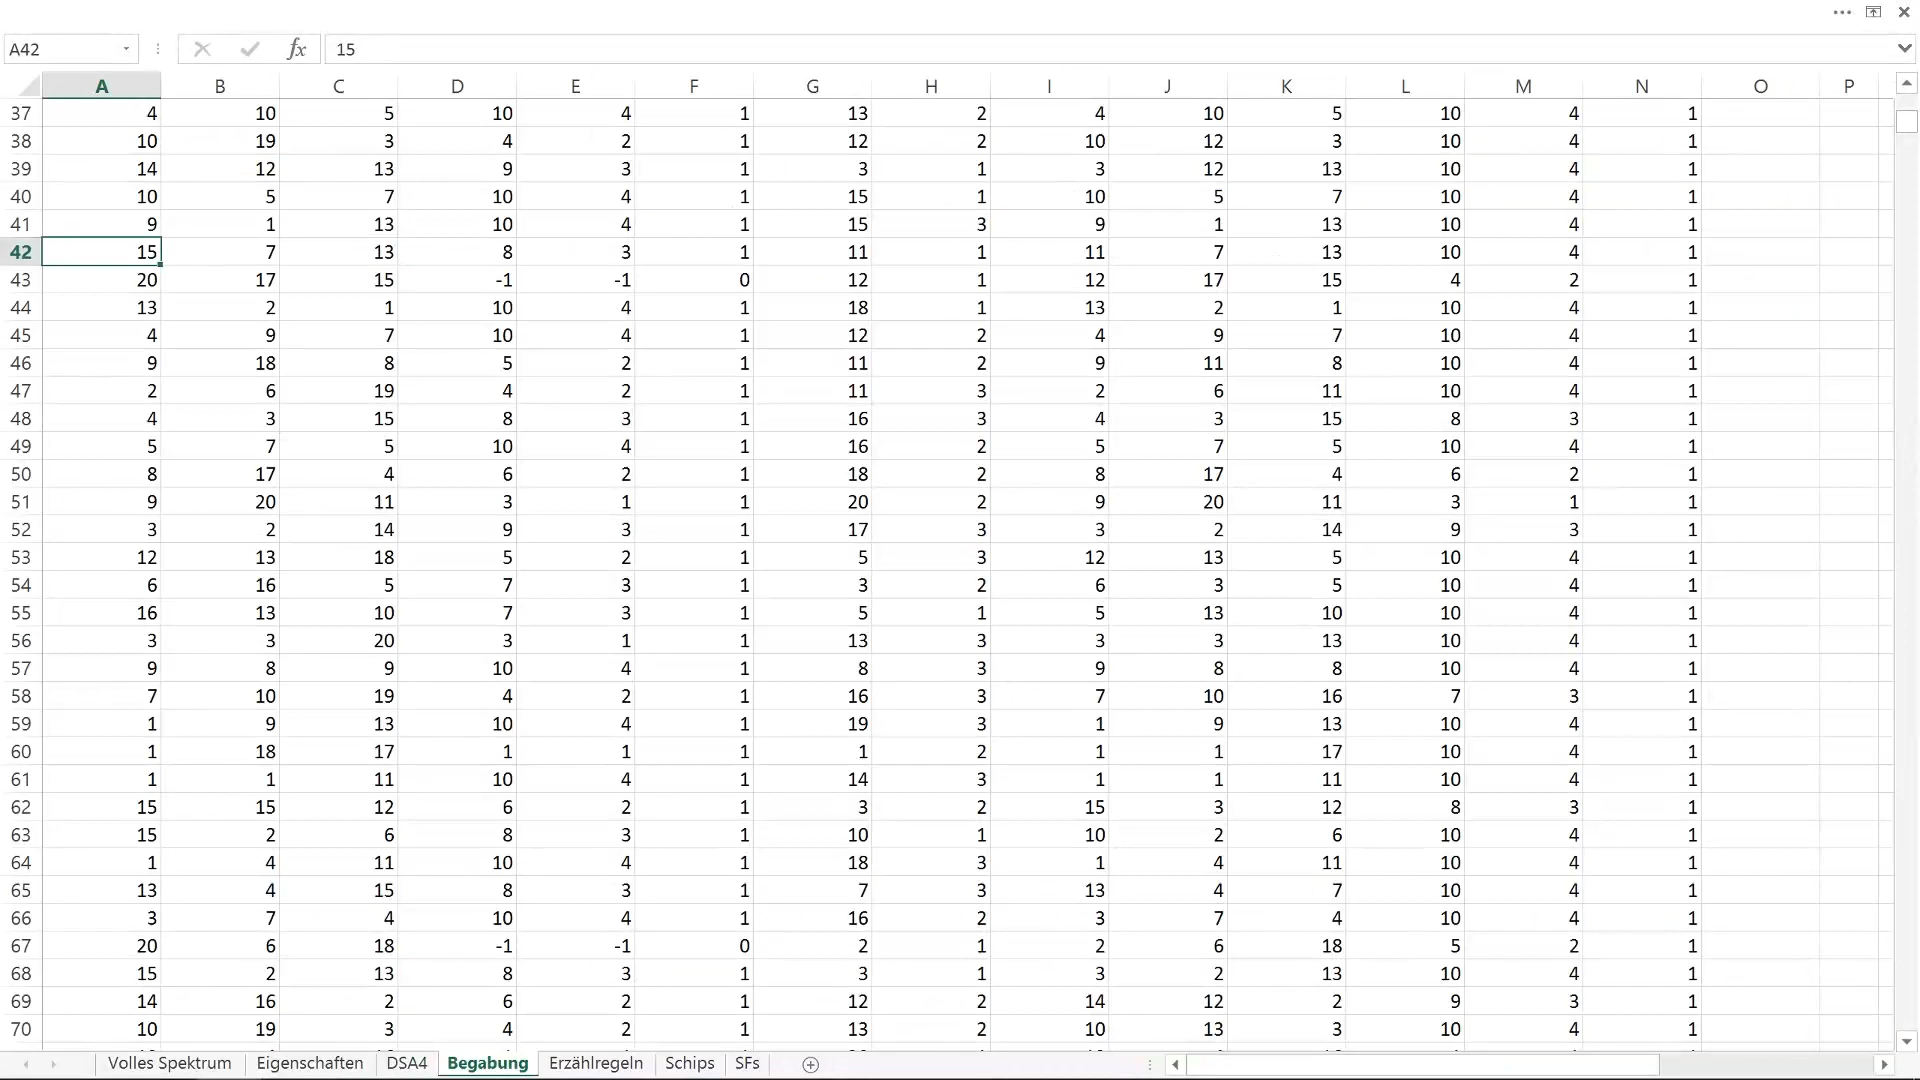 A42 fx 15
A B C D E F G H I J K L M N O P
37 4 10 5 10 4 1 13 2 4 10 5 10 4 1
38 10 19 3 4 2 1 12 2 10 12 3 10 4 1
39 14 12 13 9 3 1 3 1 3 12 13 10 4 1
40 10 5 7 10 4 1 15 1 10 5 7 10 4 1
41 9 1 13 10 4 1 15 3 9 1 13 10 4 1
42 15 7 13 8 3 1 11 1 11 7 13 10 4 1
43 20 17 15 -1 -1 0 12 1 12 17 15 4 2 1
44 13 2 1 10 4 1 18 1 13 2 1 10 4 1
45 4 9 7 10 4 1 12 2 4 9 7 10 4 1
46 9 18 8 5 2 1 11 2 9 11 8 10 4 1
47 2 6 19 4 2 1 11 3 2 6 11 10 4 1
48 4 3 15 8 3 1 16 3 4 3 15 8 3 1
49 5 7 5 10 4 1 16 2 5 7 5 10 4 1
50 8 17 4 6 2 1 18 2 8 17 4 6 2 1
51 9 20 11 3 1 1 20 2 9 20 11 3 1 1
52 3 2 14 9 3 1 17 3 3 2 14 9 3 1
53 12 13 18 5 2 1 5 3 12 13 5 10 4 1
54 6 16 5 7 3 1 3 2 6 3 5 10 4 1
55 16 13 10 7 3 1 5 1 5 13 10 10 4 1
56 3 3 20 3 1 1 13 3 3 3 13 10 4 1
57 9 8 9 10 4 1 8 3 9 8 8 10 4 1
58 7 10 19 4 2 1 16 3 7 10 16 7 3 1
59 1 9 13 10 4 1 19 3 1 9 13 10 4 1
60 1 18 17 1 1 1 1 2 1 1 17 10 4 1
61 1 1 11 10 4 1 14 3 1 1 11 10 4 1
62 15 15 12 6 2 1 3 2 15 3 12 8 3 1
63 15 2 6 8 3 1 10 1 10 2 6 10 4 1
64 1 4 11 10 4 1 18 3 1 4 11 10 4 1
65 13 4 15 8 3 1 7 3 13 4 7 10 4 1
66 3 7 4 10 4 1 16 2 3 7 4 10 4 1
67 20 6 18 -1 -1 0 2 1 2 6 18 5 2 1
68 15 2 13 8 3 1 3 1 3 2 13 10 4 1
69 14 16 2 6 2 1 12 2 14 12 2 9 3 1
70 10 19 3 4 2 1 13 2 10 13 3 10 4 1
Volles Spektrum Eigenschaften DSA4 Begabung Erzählregeln Schips SFs